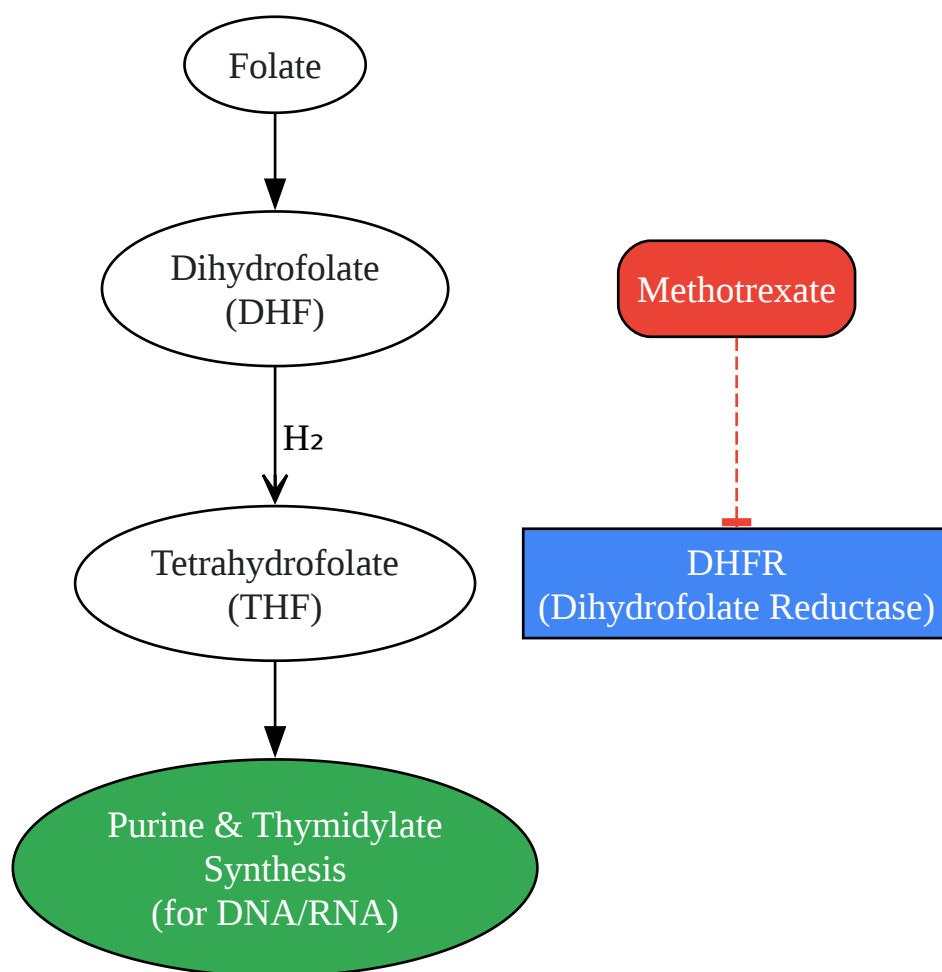 Folate
Dihydrofolate
(DHF)
Methotrexate
H₂
Tetrahydrofolate
(THF)
DHFR
(Dihydrofolate Reductase)
Purine & Thymidylate
Synthesis
(for DNA/RNA)